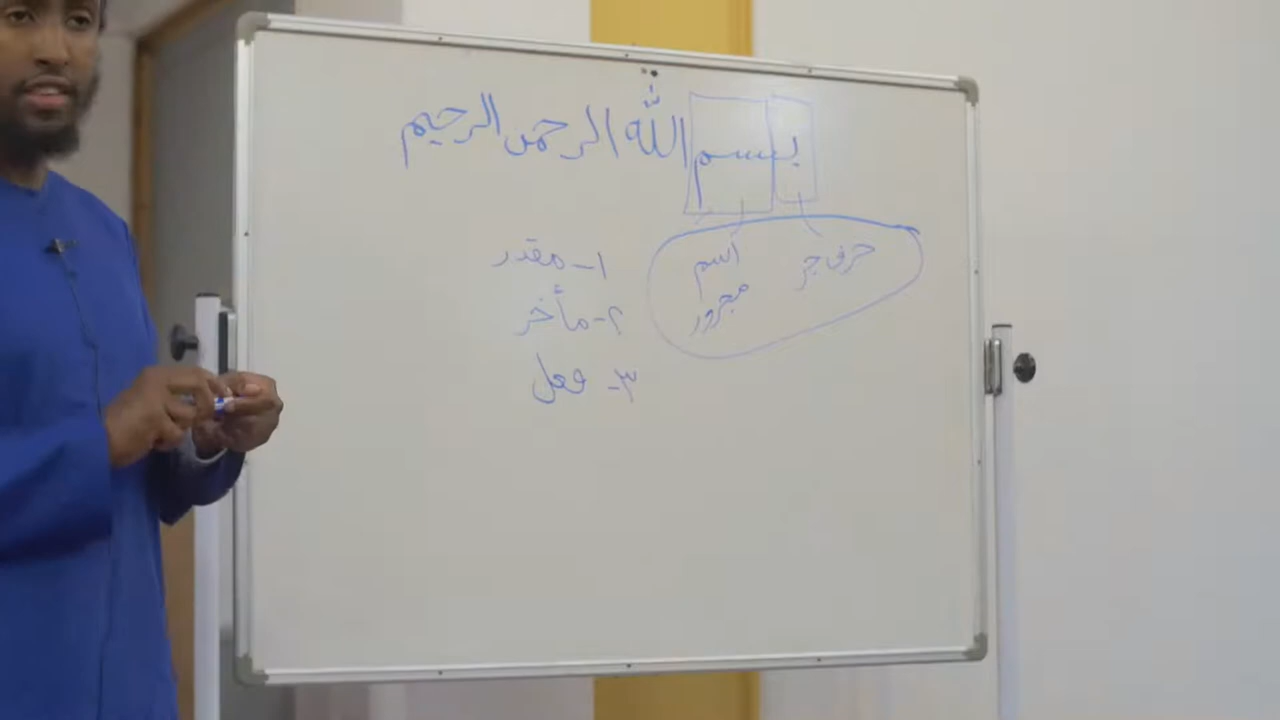 بسم الله الرحمن الرحيم
حرف جر
اسم
مجرور
١- مقدر
٢- مأخر
٣- فعل